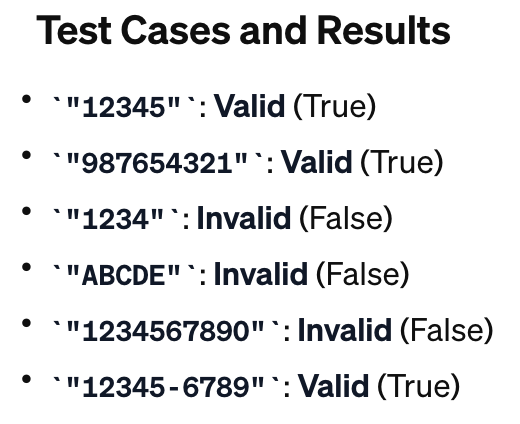 Test Cases and Results
• `"12345"`: Valid (True)
• `"987654321"`: Valid (True)
• `"1234"`: Invalid (False)
• `"ABCDE"`: Invalid (False)
• `"1234567890"`: Invalid (False)
• `"12345-6789"`: Valid (True)